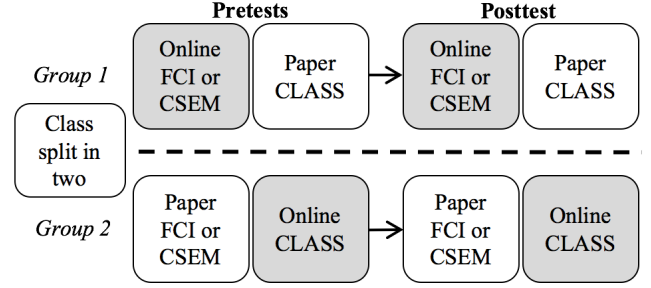 Pretests
Posttest
Group 1
Online
FCI or
CSEM
Paper
CLASS
Online
FCI or
CSEM
Paper
CLASS
Class
split in
two
Group 2
Paper
FCI or
CSEM
Online
CLASS
Paper
FCI or
CSEM
Online
CLASS